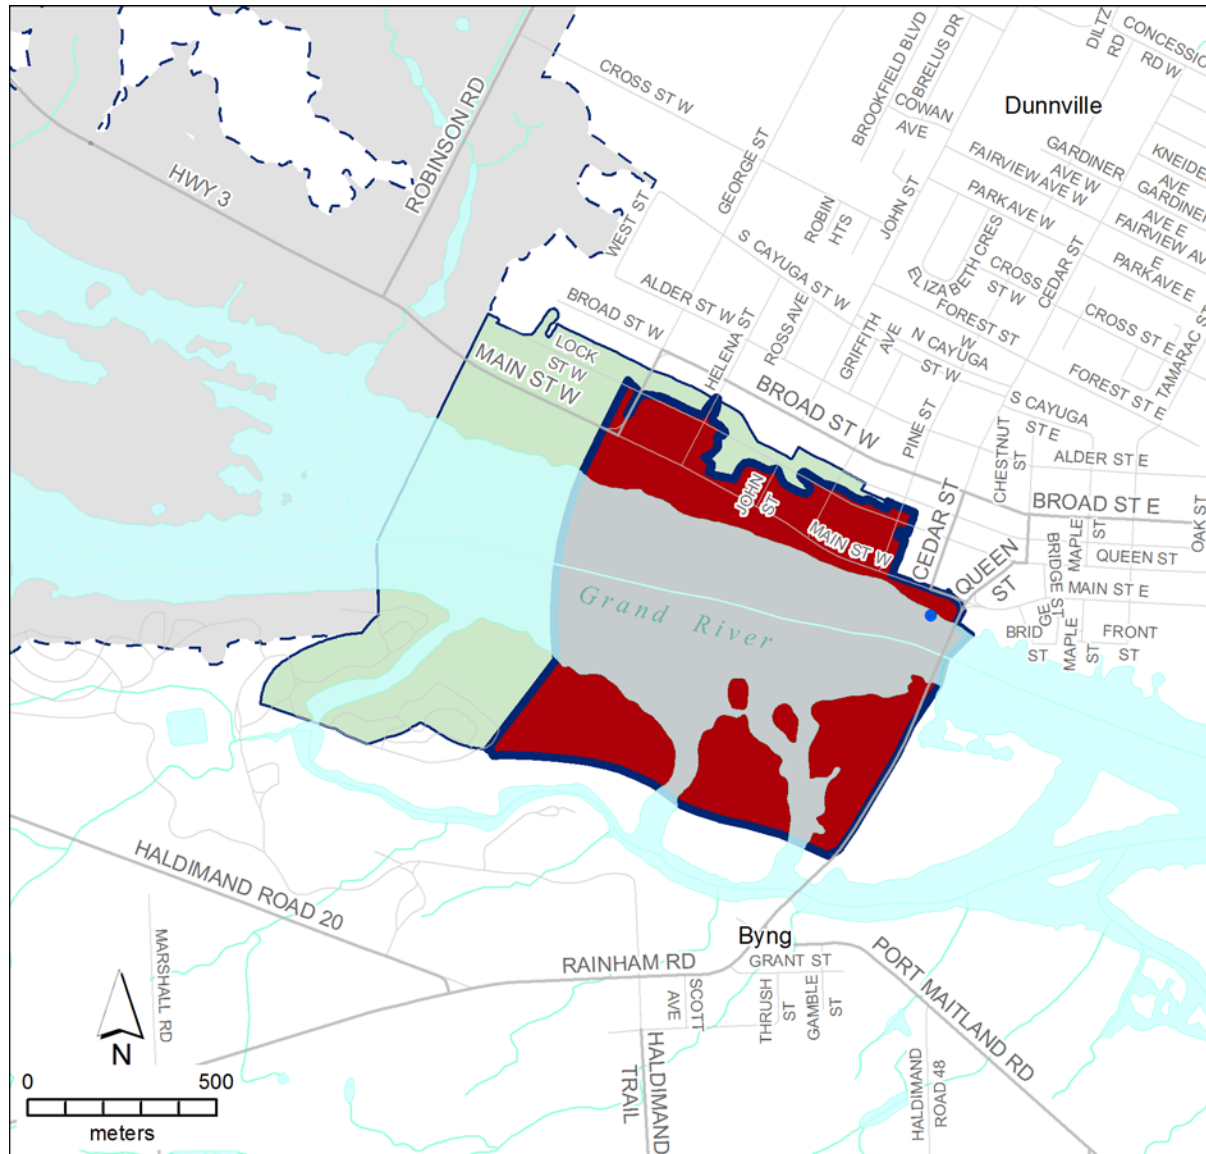 CONCESSIO
RD W
DILTZ
RD
BROOKFIELD BLVD
BRELUS DR
COWAN
AVE
Dunnville
CROSS ST W
ROBINSON RD
HWY 3
GEORGE ST
JOHN ST
ROBIN
HTS
FAIRVIEW AVE W
GARDINER
AVE W
KNEIDE
AVE
GARDINER
AVE E
PARK AVE W
FAIRVIEW AV
E
PARK AVE E
WEST ST
S CAYUGA ST W
ELIZABETH CRES
CROSS
ST W
CEDAR ST
CROSS ST E
TAMARAC ST
ALDER ST W
BROAD ST W
HELENA ST
ROSS AVE
GRIFFITH
AVE
FOREST ST
W
N CAYUGA
ST W
FOREST ST E
LOCK
ST W
MAIN ST W
BROAD ST W
PINE ST
S CAYUGA
ST E
CHESTNUT
ST
ALDER ST E
BROAD ST E
OAK ST
JOHN
ST
MAIN ST W
CEDAR ST
QUEEN
ST
BRIDGE ST
MAPLE
ST
QUEEN ST
MAIN ST E
BRID
GE
ST
MAPLE
ST
FRONT
ST
Grand River
HALDIMAND ROAD 20
MARSHALL RD
Byng
RAINHAM RD
GRANT ST
SCOTT
AVE
THRUSH
ST
GAMBLE
ST
PORT MAITLAND RD
HALDIMAND
TRAIL
HALDIMAND
ROAD 48
N
0 500
meters